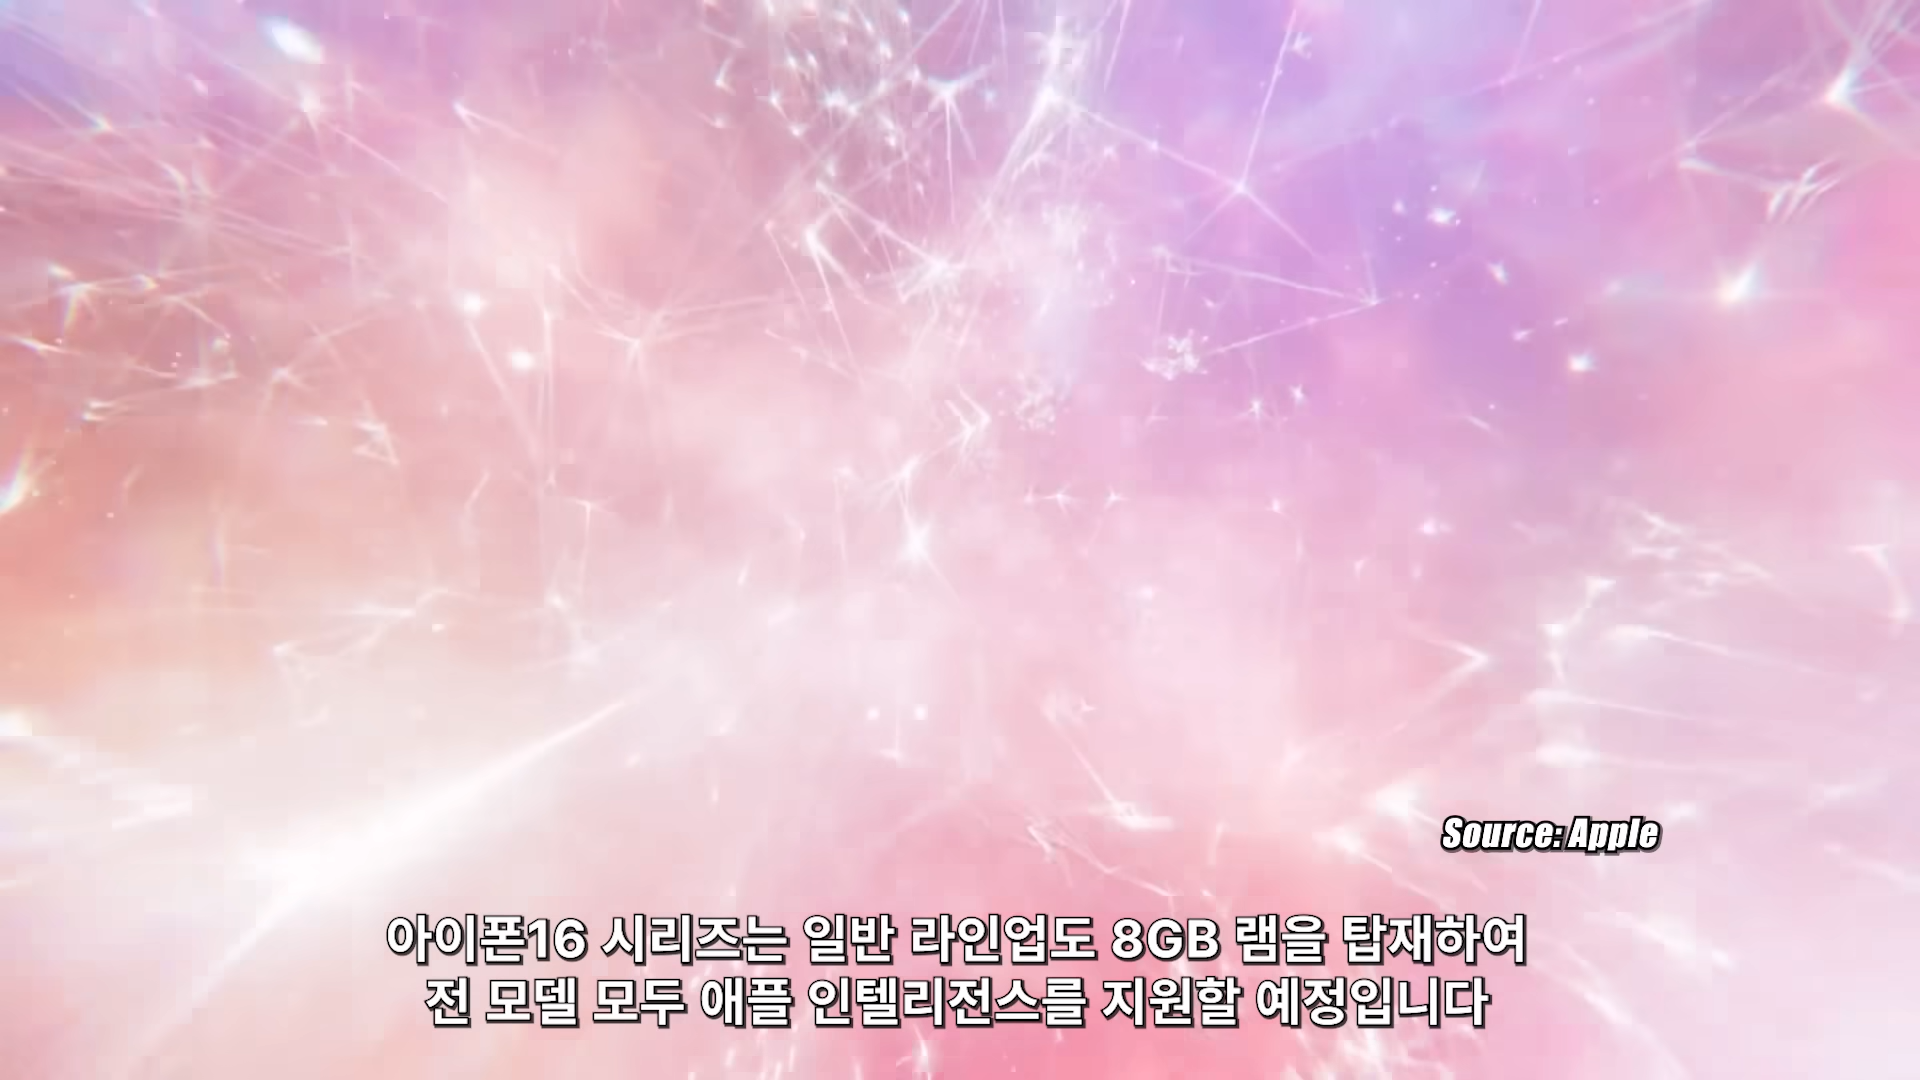 Source: Apple
아이폰16 시리즈는 일반 라인업도 8GB 램을 탑재하여
전 모델 모두 애플 인텔리전스를 지원할 예정입니다